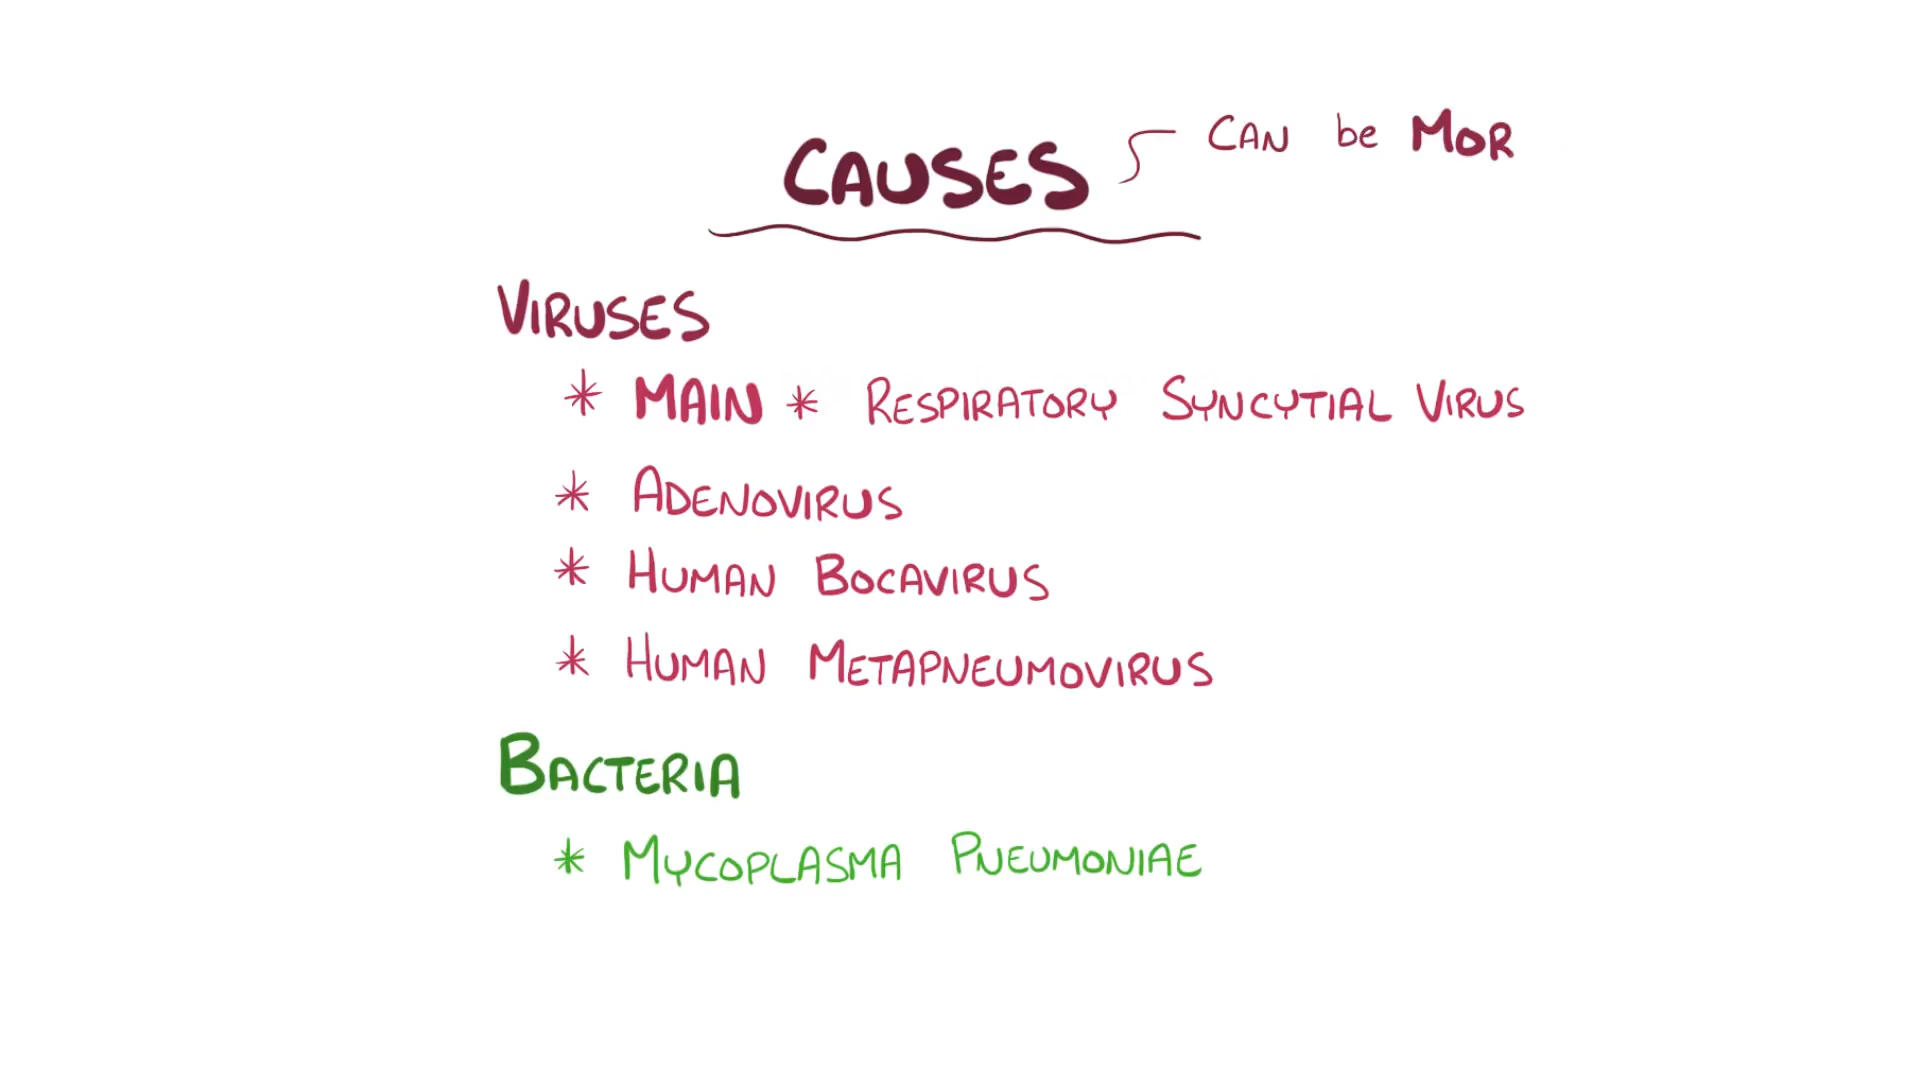 CAUSES
CAN be MOR
VIRUSES
* MAIN * RESPIRATORY SYNCYTIAL VIRUS
* ADENOVIRUS
* HUMAN BOCAVIRUS
* HUMAN METAPNEUMOVIRUS
BACTERIA
* MYCOPLASMA PNEUMONIAE